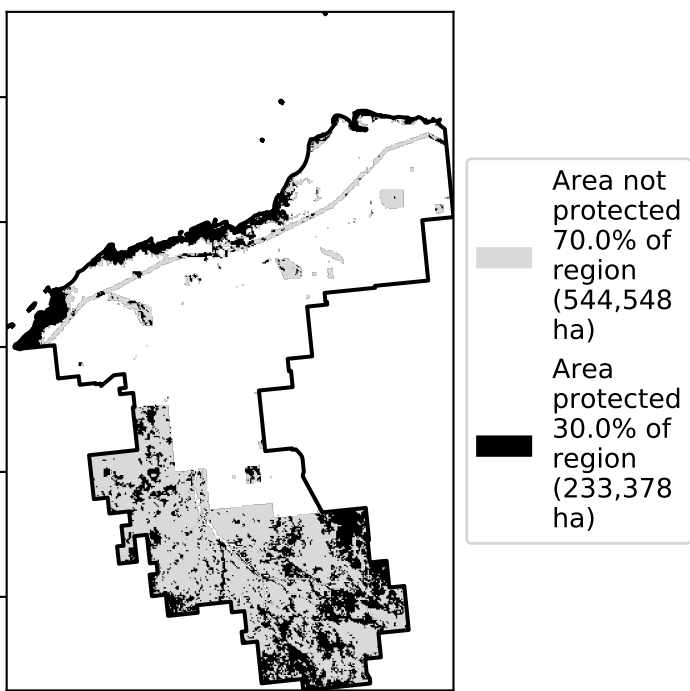 Area not
protected
70.0% of
region
(544,548
ha)
Area
protected
30.0% of
region
(233,378
ha)